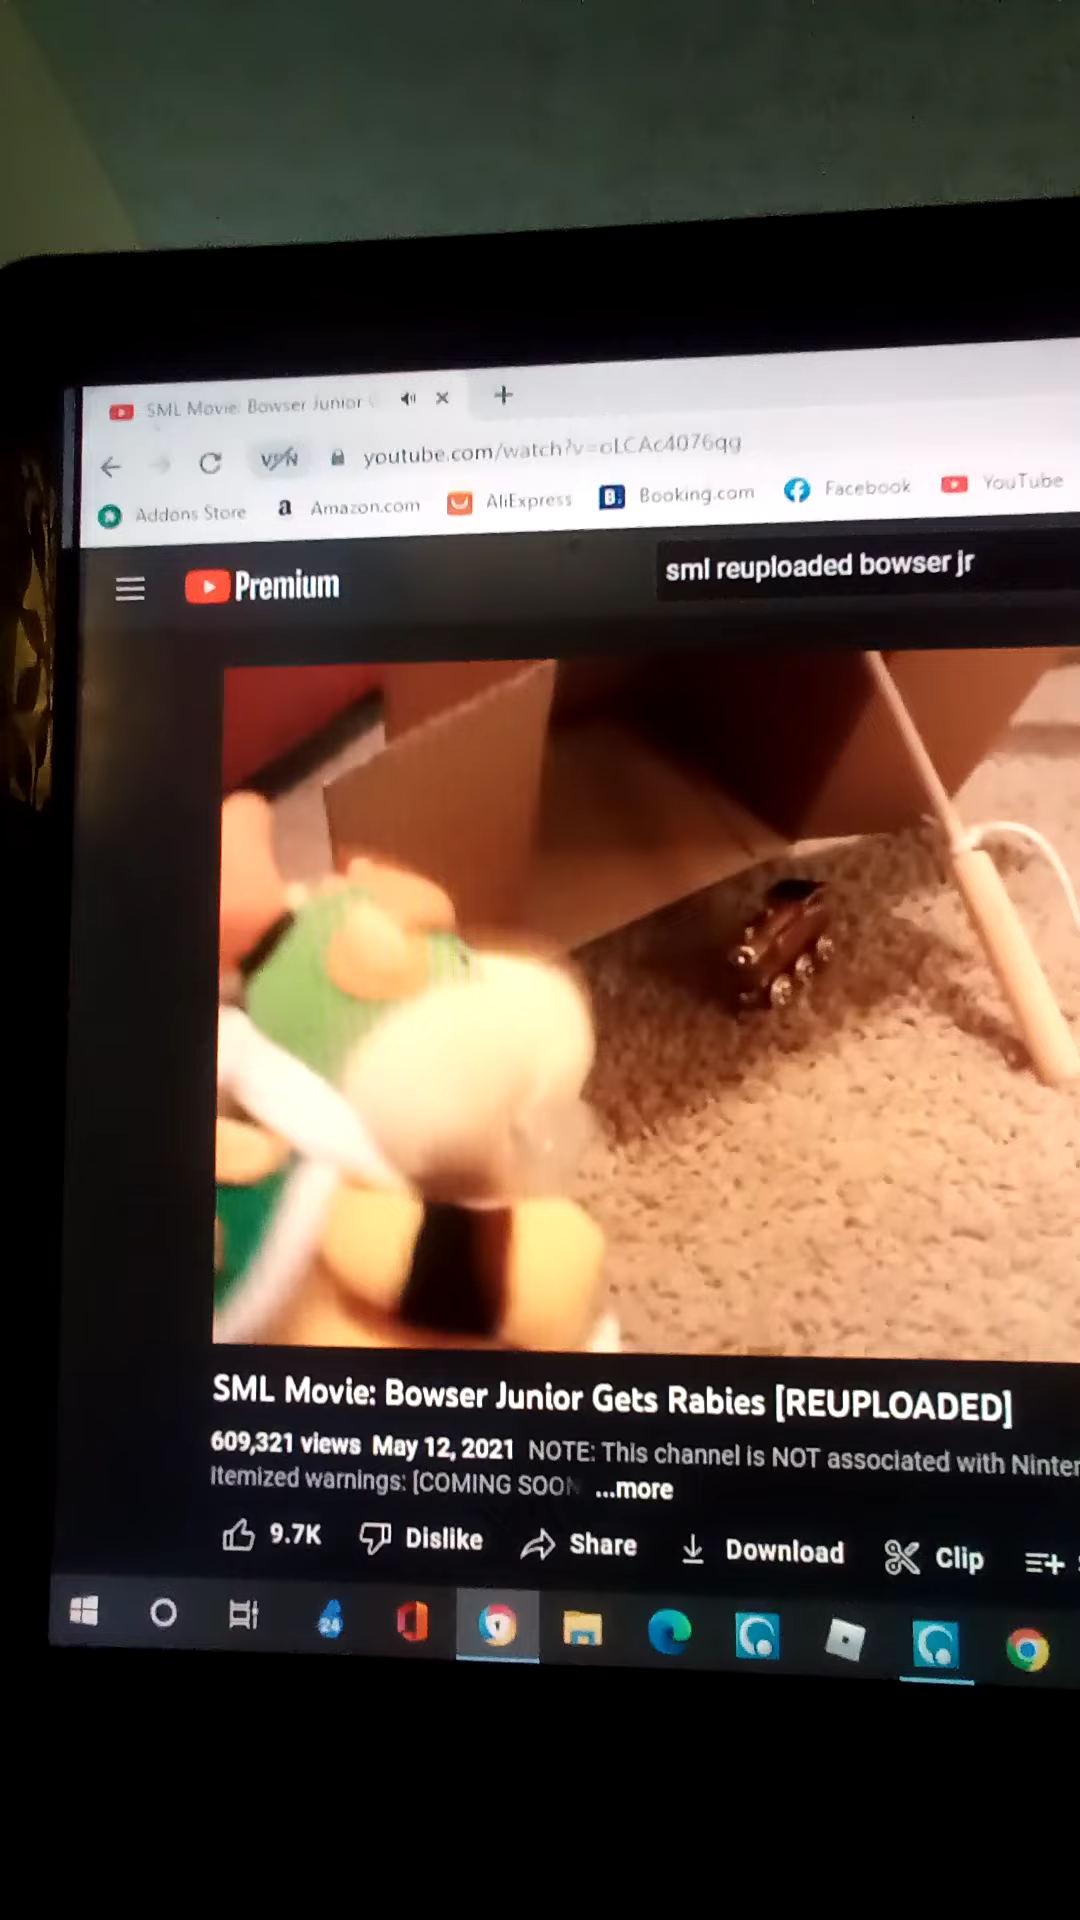 SML Movie: Bowser Junior
VPN youtube.com/watch?v=oLCAc4076qg
Addons Store a Amazon.com AliExpress B. Booking.com Facebook YouTube
Premium
sml reuploaded bowser jr
SML Movie: Bowser Junior Gets Rabies [REUPLOADED]
609,321 views May 12, 2021 NOTE: This channel is NOT associated with Ninten
Itemized warnings: [COMING SOON ...more
9.7K Dislike Share Download Clip
24